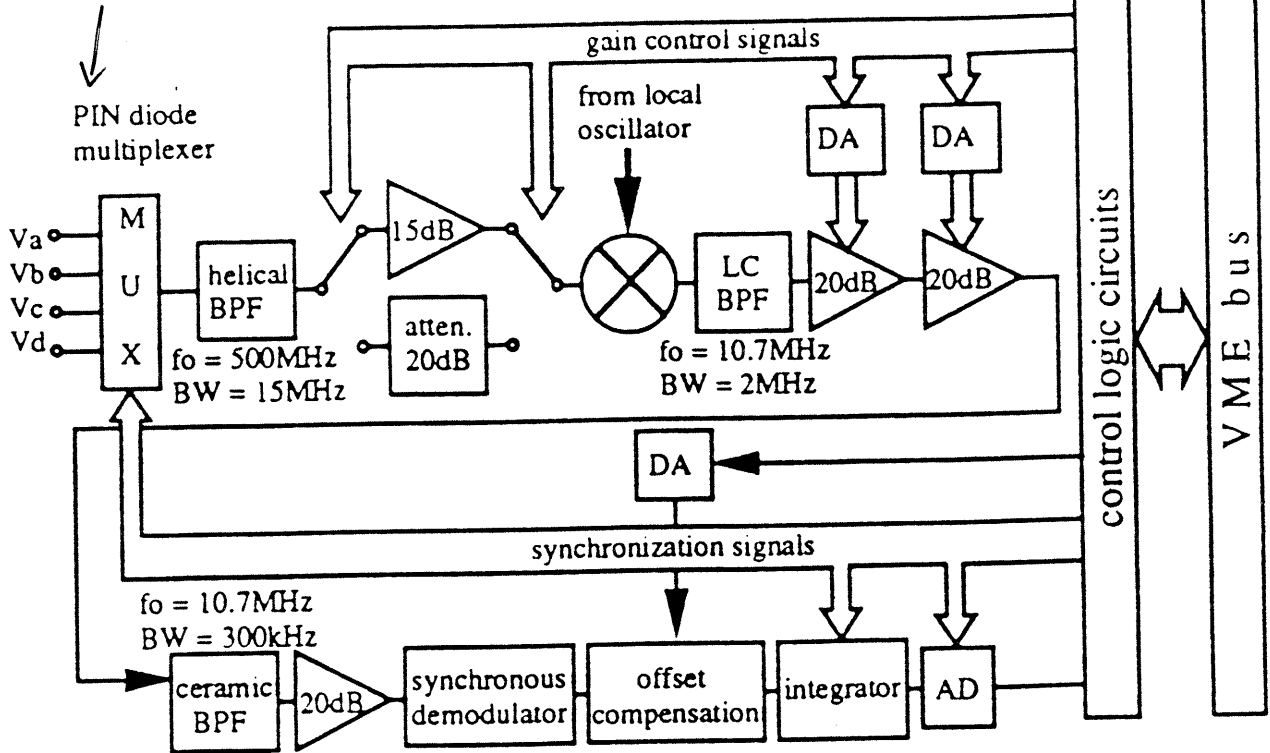 gain control signals
from local
oscillator
PIN diode
multiplexer
DA
DA
M
U
X
Va
Vb
Vc
Vd
helical
BPF
15dB
atten.
20dB
LC
BPF
20dB
20dB
fo = 500MHz
BW = 15MHz
fo = 10.7MHz
BW = 2MHz
control logic circuits
VME bus
DA
synchronization signals
fo = 10.7MHz
BW = 300kHz
ceramic
BPF
20dB
synchronous
demodulator
offset
compensation
integrator
AD